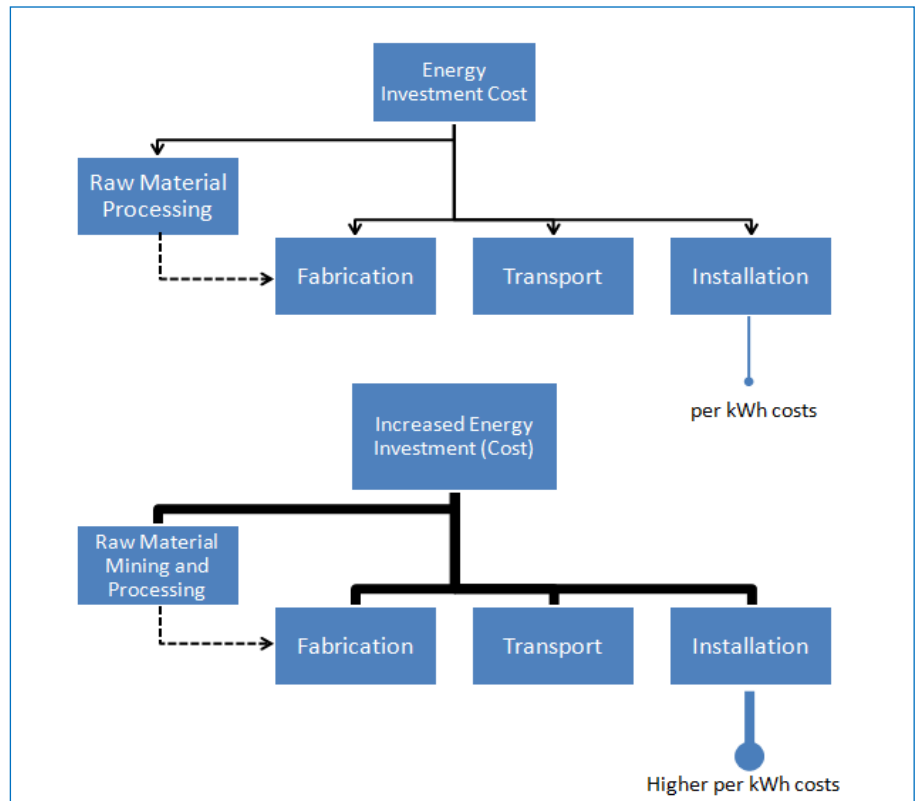 Energy
Investment Cost
Raw Material
Processing
Fabrication
Transport
Installation
per kWh costs
Increased Energy
Investment (Cost)
Raw Material
Mining and
Processing
Fabrication
Transport
Installation
Higher per kWh costs